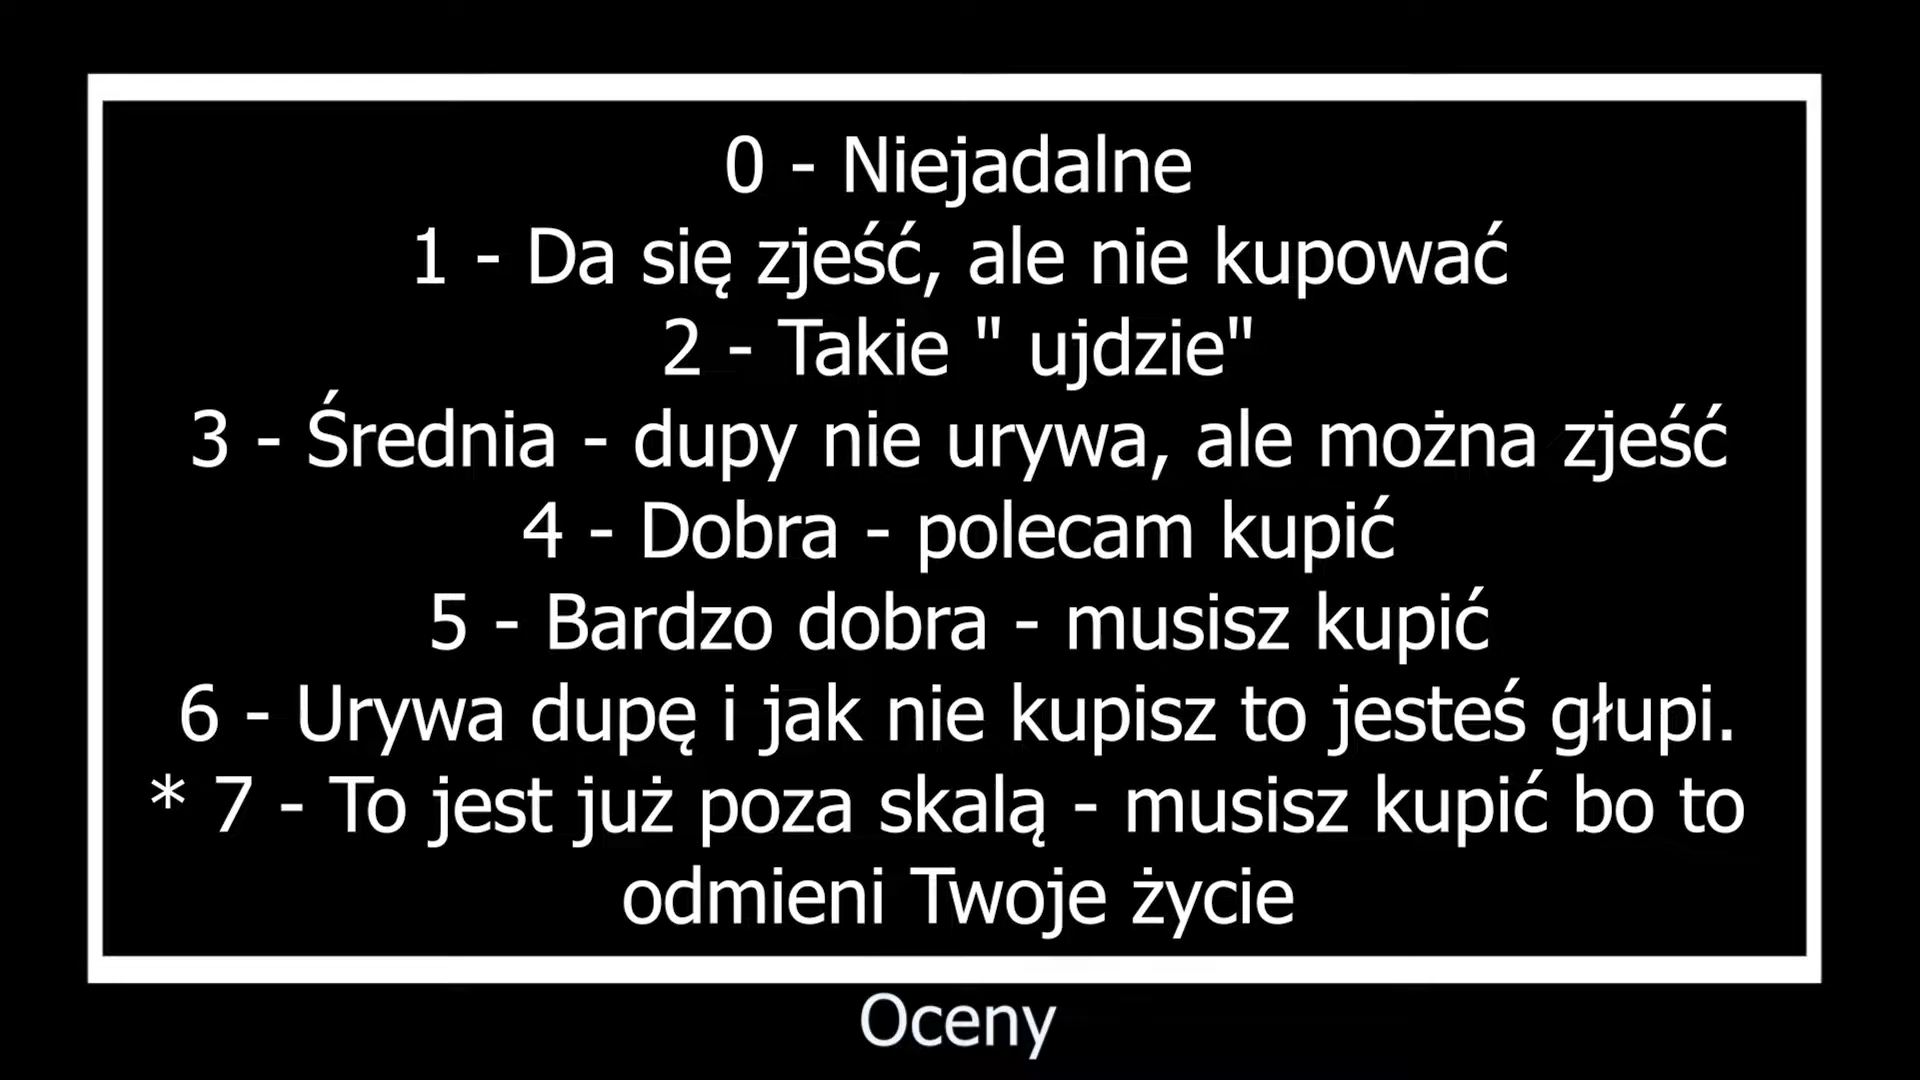 0 - Niejadalne
1 - Da się zjeść, ale nie kupować
2 - Takie " ujdzie"
3 - Średnia - dupy nie urywa, ale można zjeść
4 - Dobra - polecam kupić
5 - Bardzo dobra - musisz kupić
6 - Urywa dupę i jak nie kupisz to jesteś głupi.
* 7 - To jest już poza skalą - musisz kupić bo to
odmieni Twoje życie
Oceny